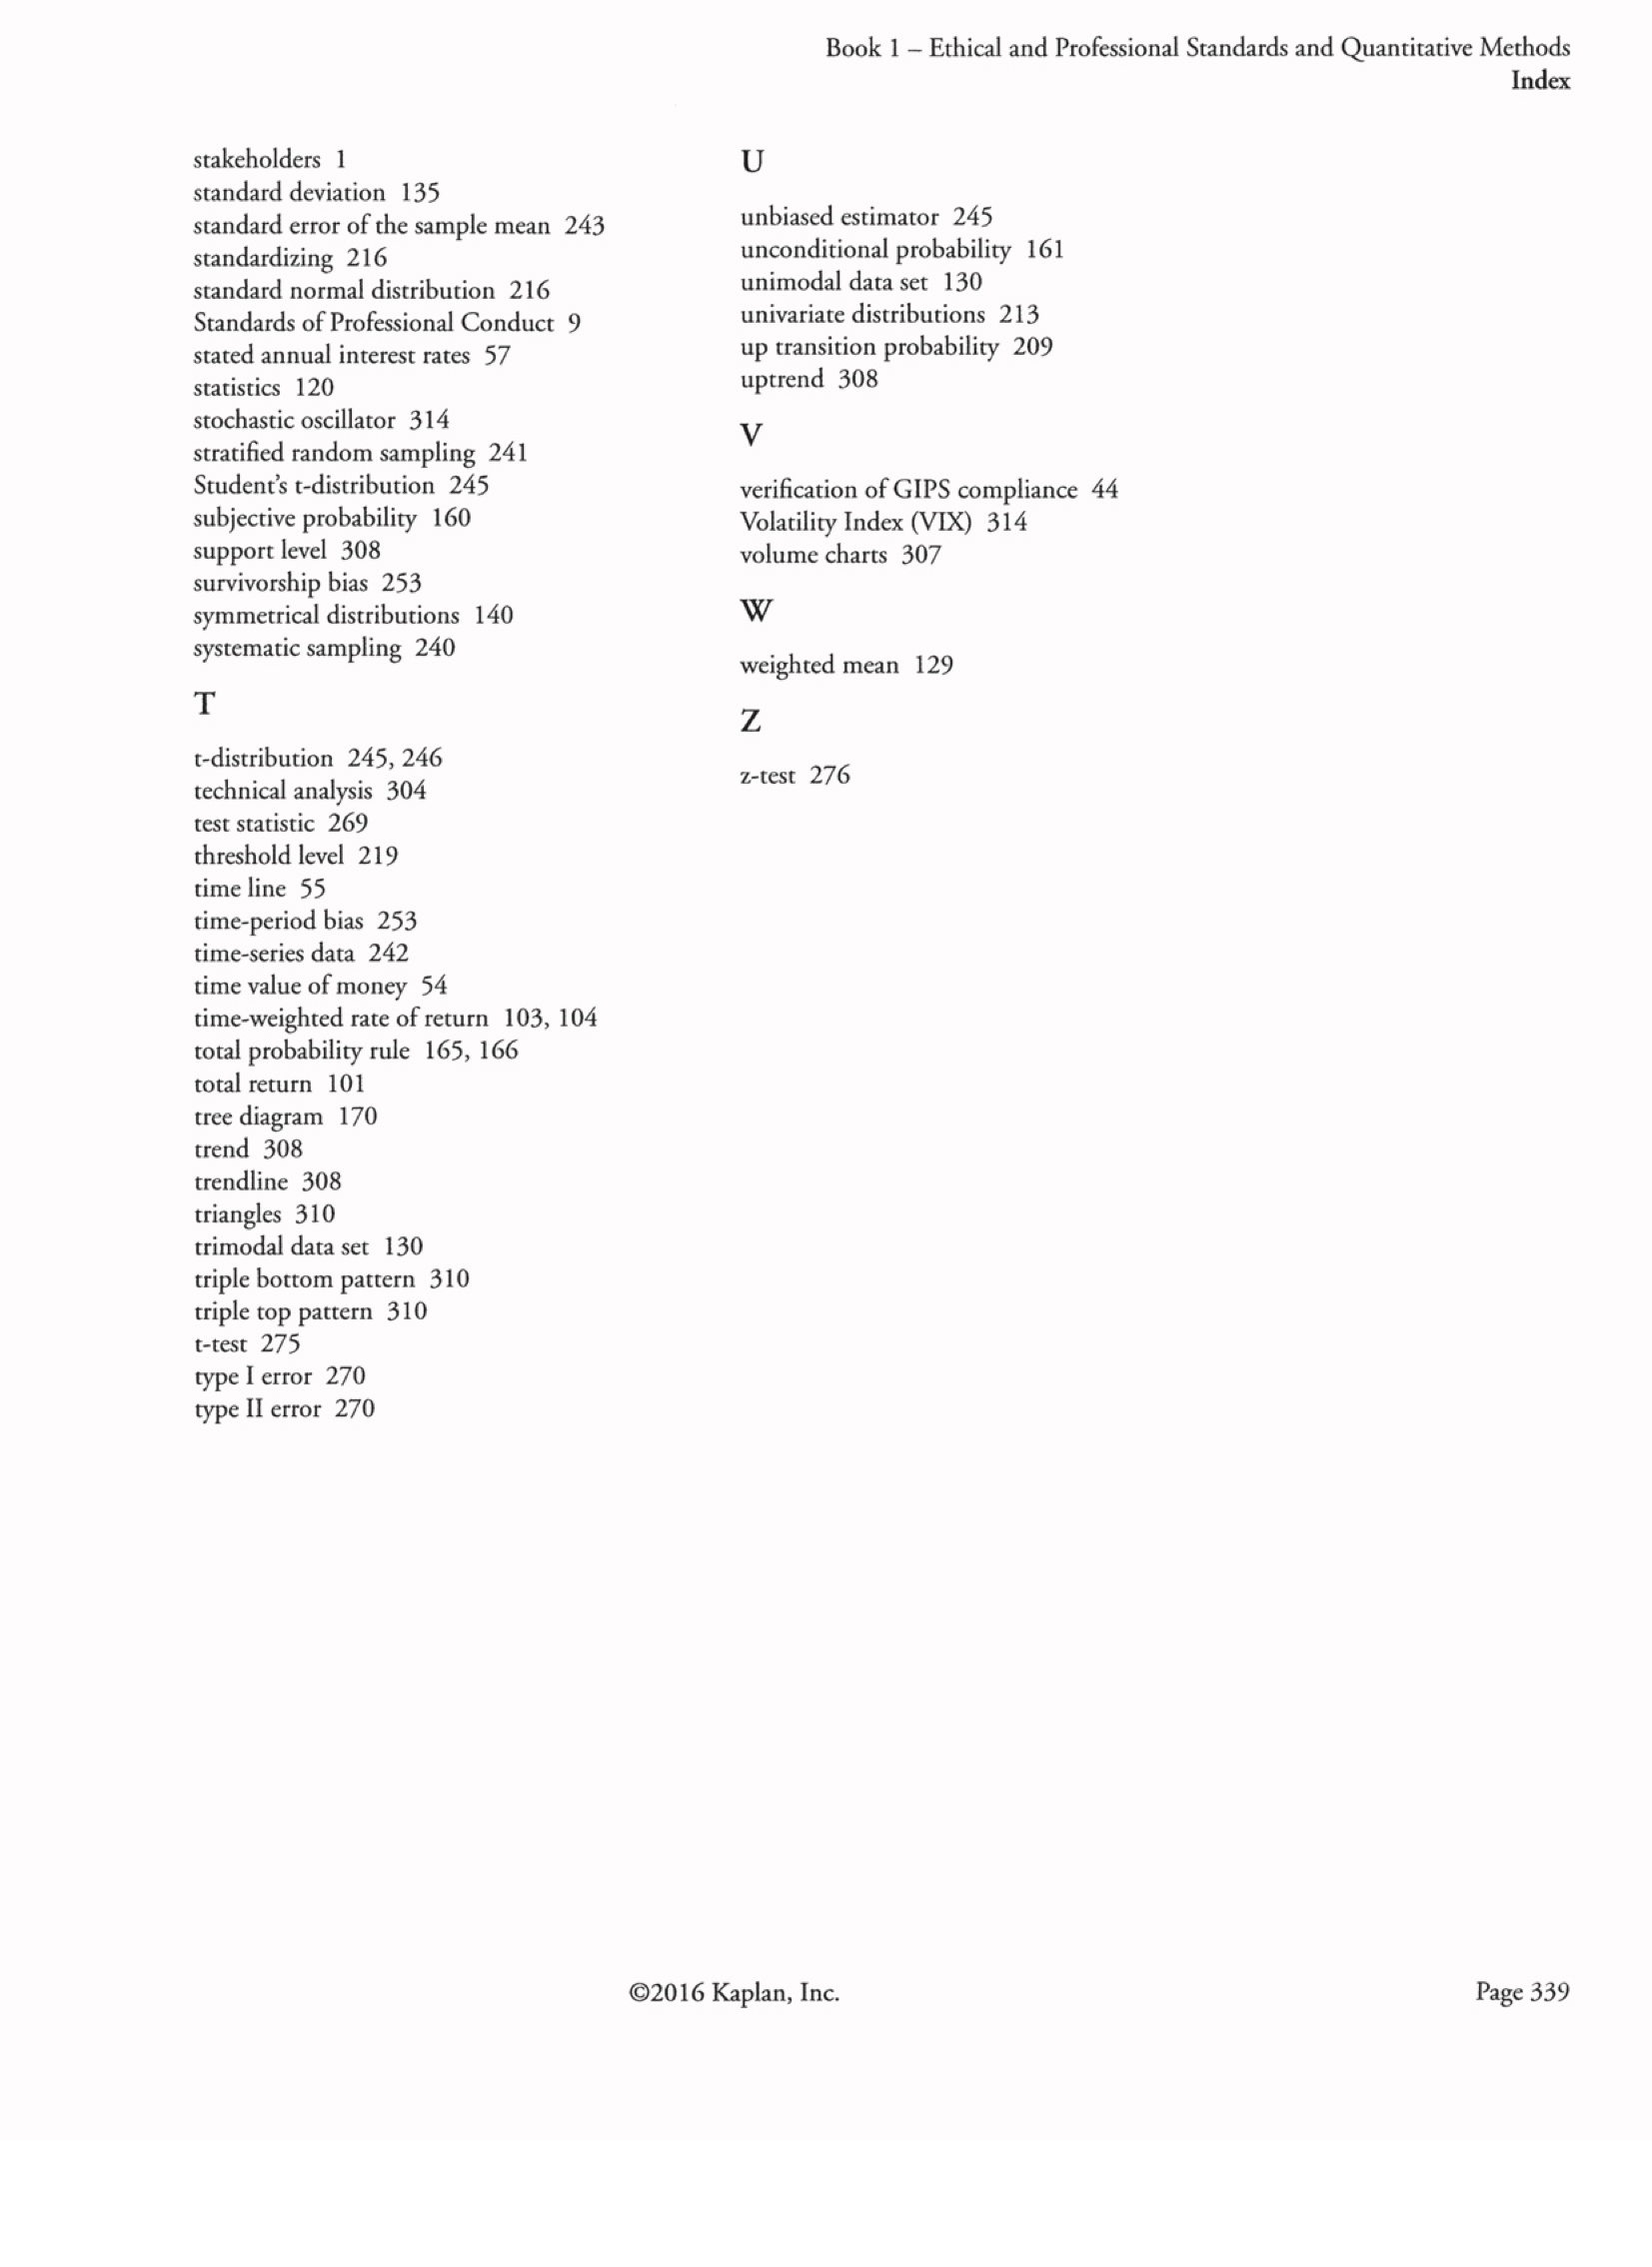 Book 1 – Ethical and Professional Standards and Quantitative Methods
Index
stakeholders 1
standard deviation 135
standard error of the sample mean 243
standardizing 216
standard normal distribution 216
Standards of Professional Conduct 9
stated annual interest rates 57
statistics 120
stochastic oscillator 314
stratified random sampling 241
Student's t-distribution 245
subjective probability 160
support level 308
survivorship bias 253
symmetrical distributions 140
systematic sampling 240
T
t-distribution 245, 246
technical analysis 304
test statistic 269
threshold level 219
time line 55
time-period bias 253
time-series data 242
time value of money 54
time-weighted rate of return 103, 104
total probability rule 165, 166
total return 101
tree diagram 170
trend 308
trendline 308
triangles 310
trimodal data set 130
triple bottom pattern 310
triple top pattern 310
t-test 275
type I error 270
type II error 270
U
unbiased estimator 245
unconditional probability 161
unimodal data set 130
univariate distributions 213
up transition probability 209
uptrend 308
V
verification of GIPS compliance 44
Volatility Index (VIX) 314
volume charts 307
W
weighted mean 129
Z
z-test 276
©2016 Kaplan, Inc.
Page 339